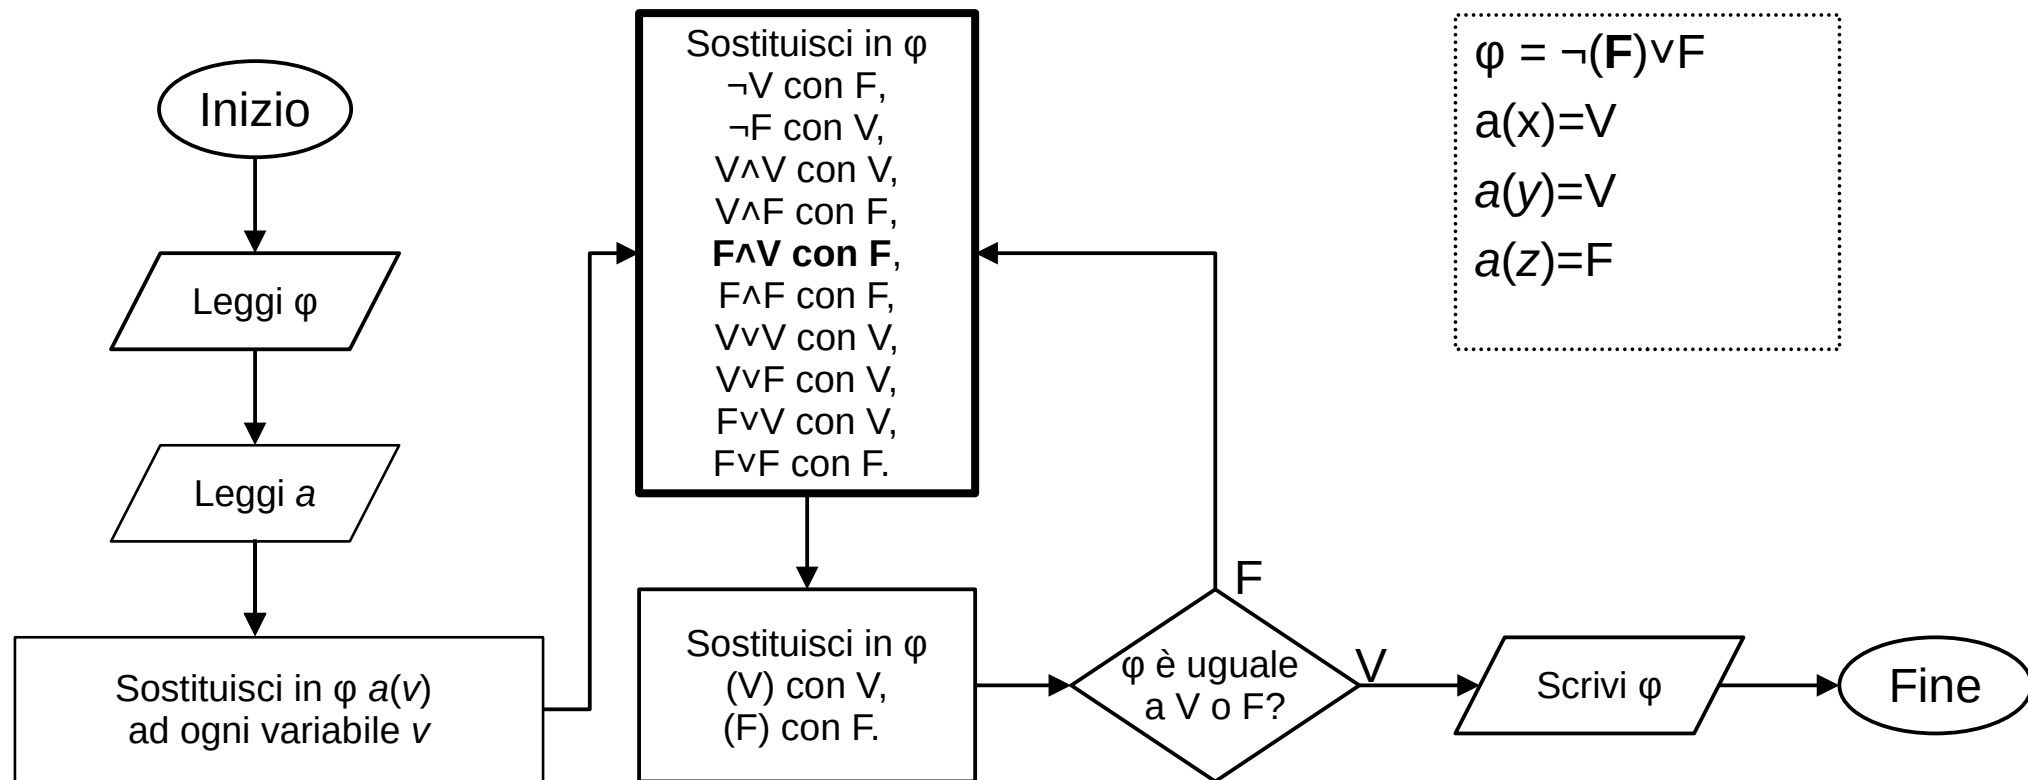 Inizio
Leggi φ
Leggi a
Sostituisci in φ a(v)
ad ogni variabile v
Sostituisci in φ
¬V con F,
¬F con V,
V∧V con V,
V∧F con F,
F∧V con F,
F∧F con F,
V∨V con V,
V∨F con V,
F∨V con V,
F∨F con F.
Sostituisci in φ
(V) con V,
(F) con F.
φ è uguale
a V o F?
F
V
Scrivi φ
Fine
φ = ¬(F)∨F
a(x)=V
a(y)=V
a(z)=F